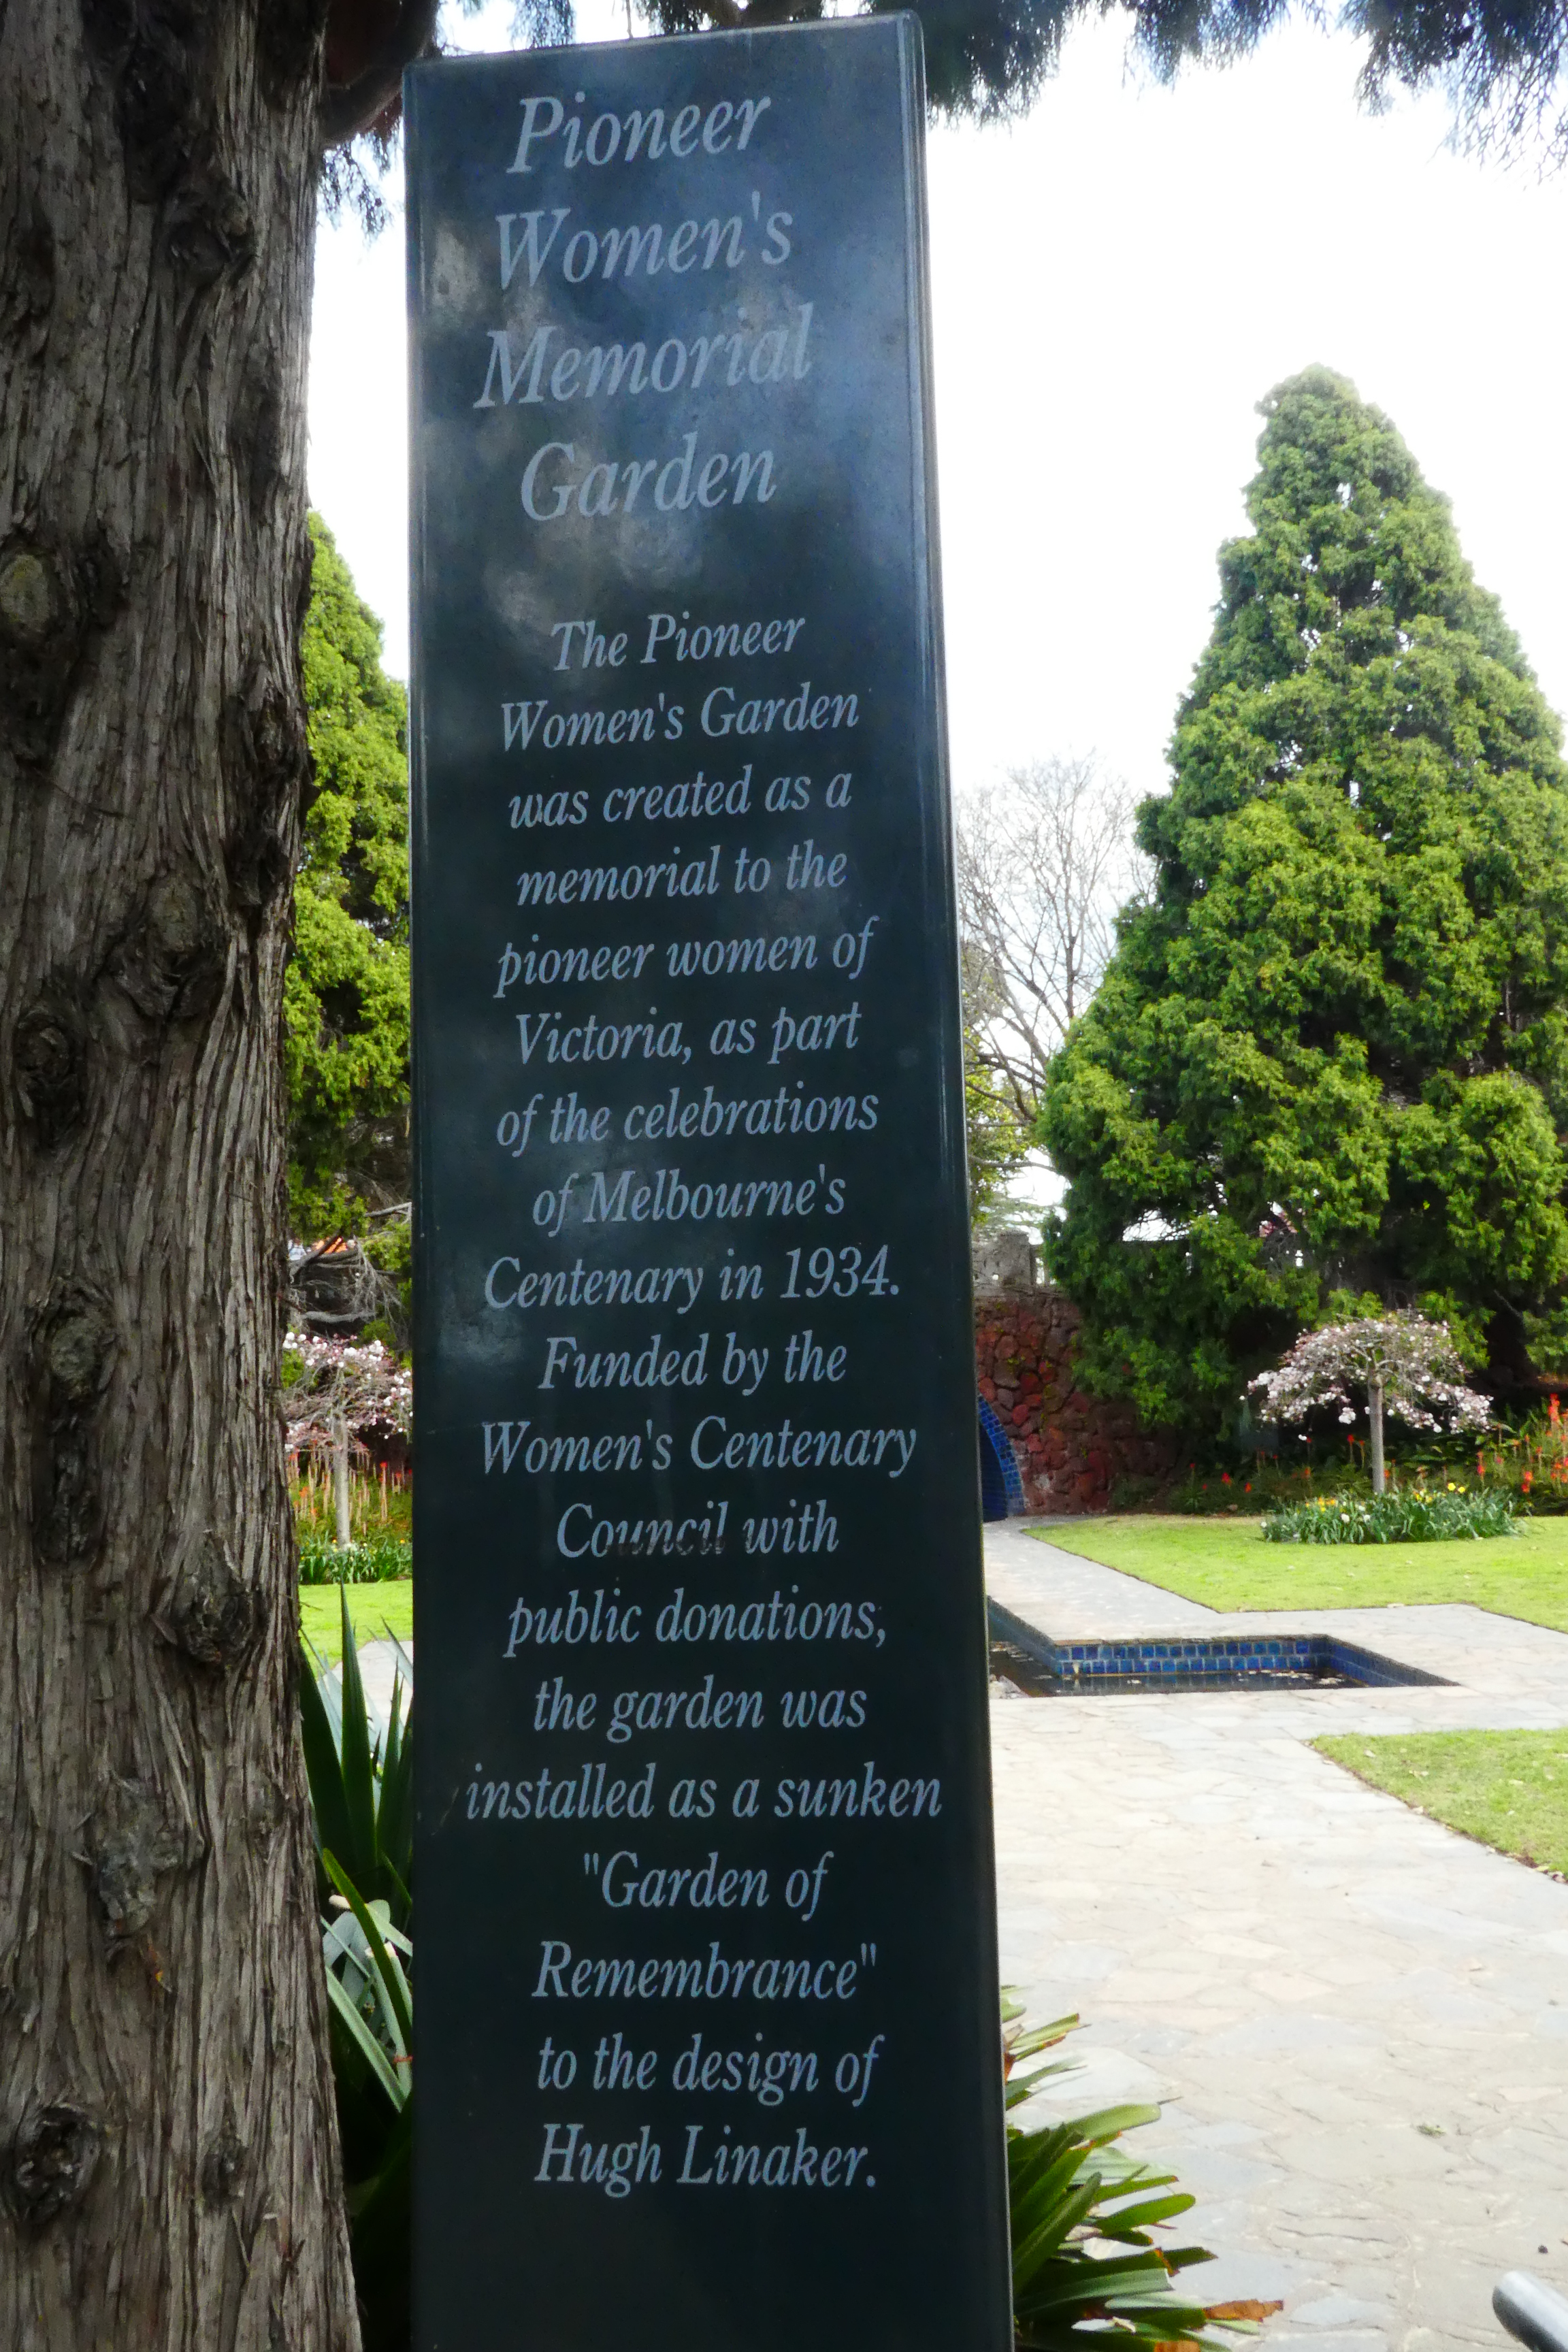 Pioneer
Women's
Memorial
Garden
The Pioneer
Women's Garden
was created as a
memorial to the
pioneer women of
Victoria, as part
of the celebrations
of Melbourne's
Centenary in 1934.
Funded by the
Women's Centenary
Council with
public donations,
the garden was
installed as a sunken
"Garden of
Remembrance"
to the design of
Hugh Linaker.